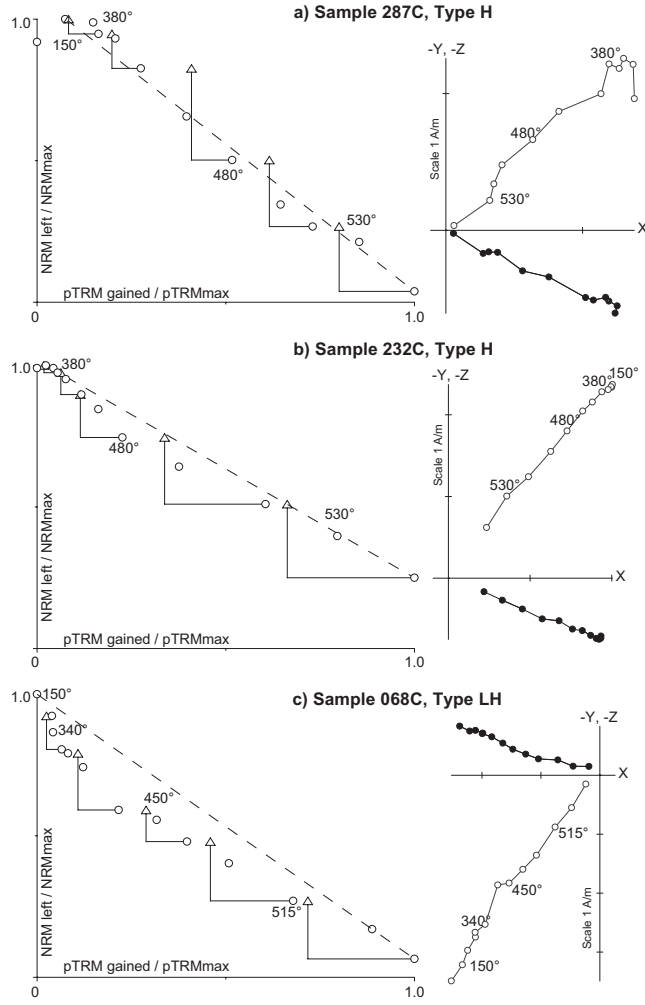 a) Sample 287C, Type H
1.0
380°
150°
480°
530°
NRM left / NRMmax
pTRM gained / pTRMmax
0
1.0
-Y, -Z
380°
480°
530°
Scale 1 A/m
X
b) Sample 232C, Type H
1.0
380°
480°
530°
NRM left / NRMmax
pTRM gained / pTRMmax
0
1.0
-Y, -Z
150°
380°
480°
530°
Scale 1 A/m
X
c) Sample 068C, Type LH
1.0
150°
340°
450°
515°
NRM left / NRMmax
pTRM gained / pTRMmax
0
1.0
-Y, -Z
X
515°
450°
340°
150°
Scale 1 A/m